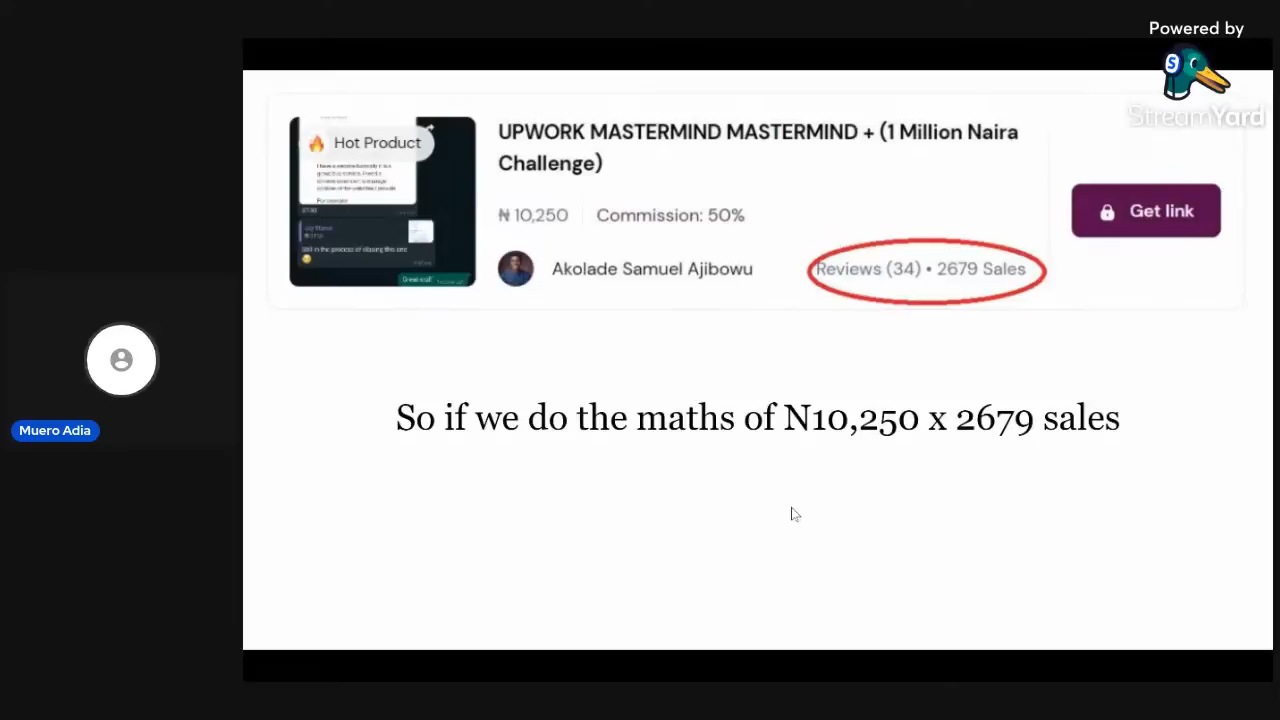 Powered by
StreamYard
Hot Product
UPWORK MASTERMIND MASTERMIND + (1 Million Naira
Challenge)
₦ 10,250 Commission: 50%
Get link
Akolade Samuel Ajibowu
Reviews (34) • 2679 Sales
So if we do the maths of N10,250 x 2679 sales
Muero Adia